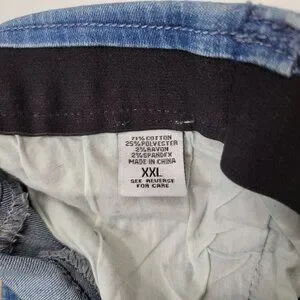 71% COTTON
25% POLYESTER
2% RAYON
2% SPANDEX
MADE IN CHINA
XXL
SEE REVERSE
FOR CARE